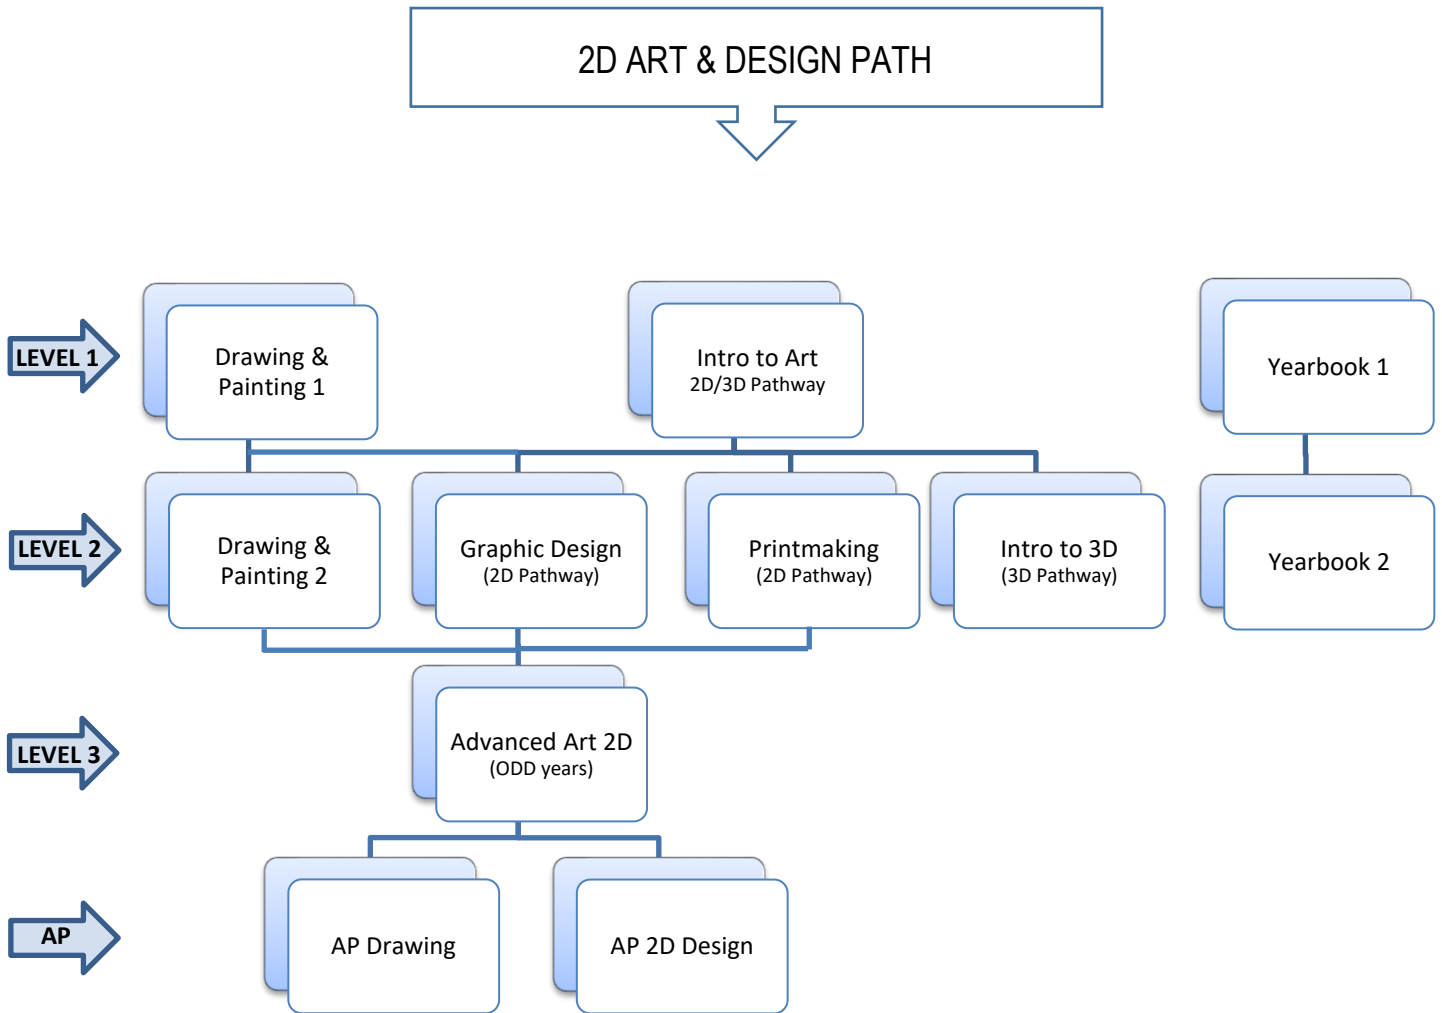 2D ART & DESIGN PATH
LEVEL 1
Drawing &
Painting 1
Intro to Art
2D/3D Pathway
Yearbook 1
LEVEL 2
Drawing &
Painting 2
Graphic Design
(2D Pathway)
Printmaking
(2D Pathway)
Intro to 3D
(3D Pathway)
Yearbook 2
LEVEL 3
Advanced Art 2D
(ODD years)
AP
AP Drawing
AP 2D Design